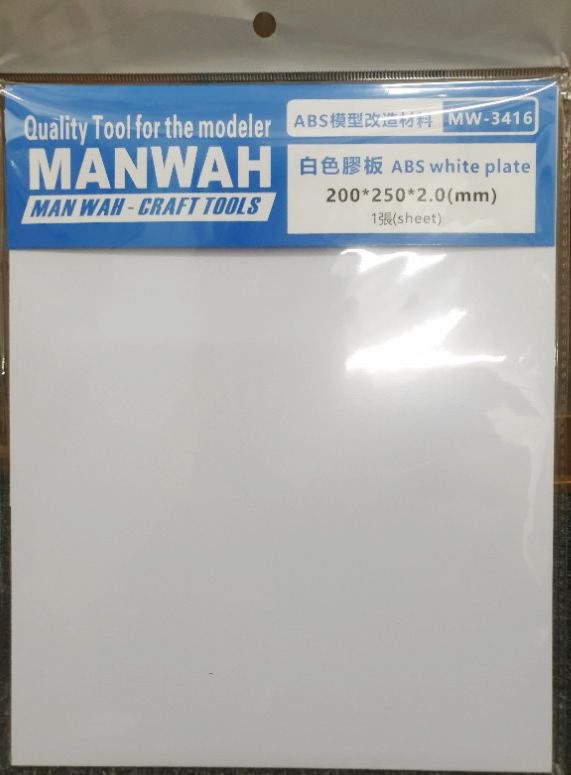 Quality Tool for the modeler
MANWAH
MAN WAH - CRAFT TOOLS
ABS模型改造材料 MW-3416
白色膠板 ABS white plate
200*250*2.0(mm)
1張(sheet)